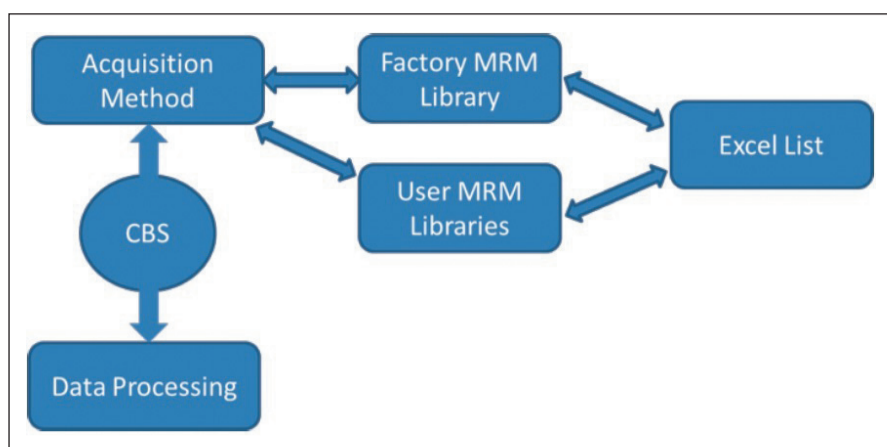 Acquisition
Method
Factory MRM
Library
Excel List
User MRM
Libraries
CBS
Data Processing